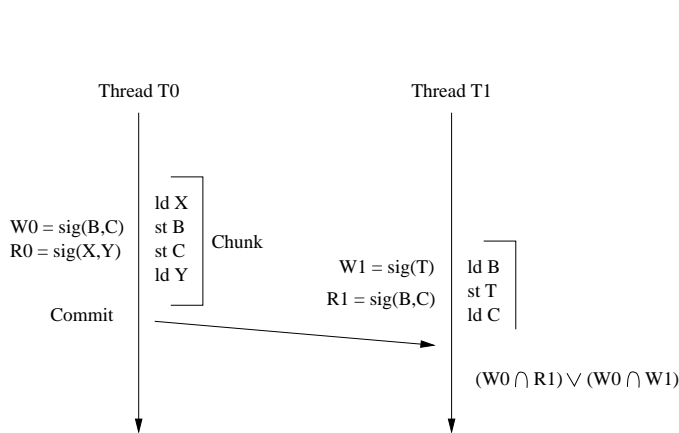 Thread T0
Thread T1
ld X
st B
st C
ld Y
W0 = sig(B,C)
R0 = sig(X,Y)
Chunk
Commit
W1 = sig(T)
R1 = sig(B,C)
ld B
st T
ld C
(W0 ⋂ R1) ∨ (W0 ⋂ W1)